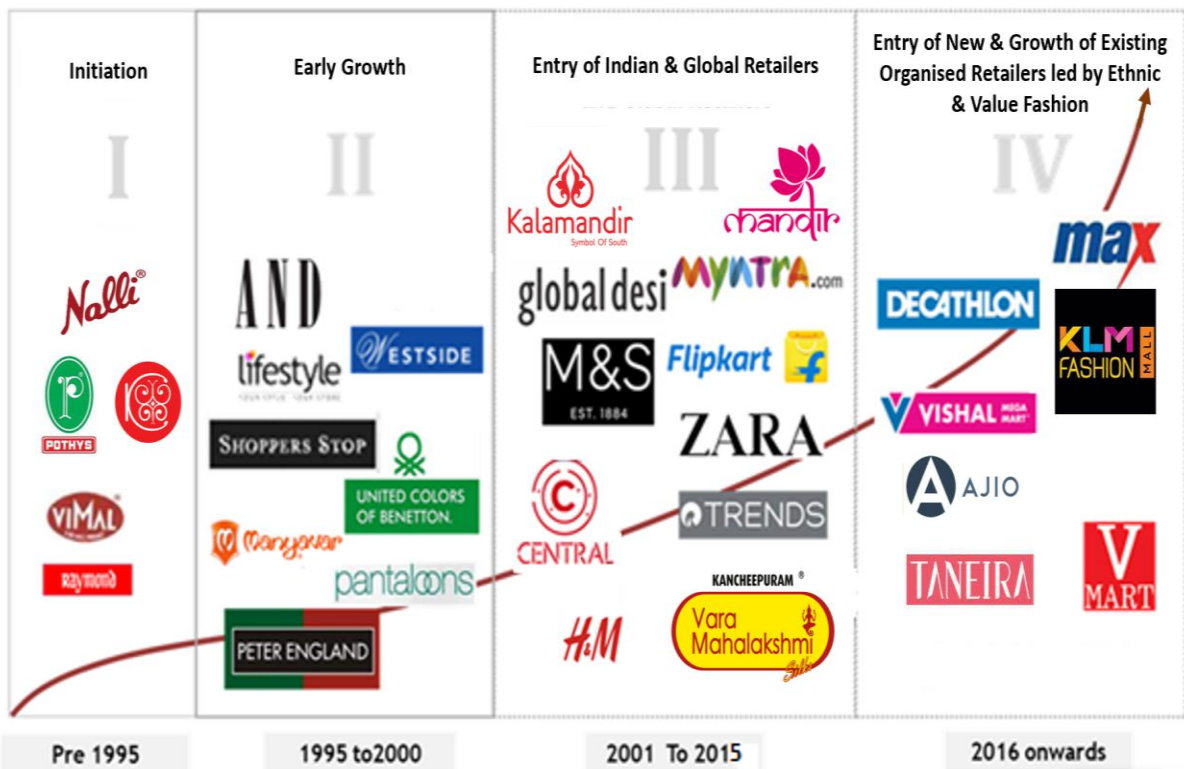 Initiation
I
Nalli®
P
POTHYS
VIMAL
Raymond
Pre 1995
Early Growth
II
AND
lifestyle
WESTSIDE
SHOPPERS STOP
UNITED COLORS
OF BENETTON.
Manyavar
pantaloons
PETER ENGLAND
1995 to2000
Entry of Indian & Global Retailers
III
Kalamandir
Symbol Of South
mandir
global desi
Myntra.com
M&S
EST. 1884
Flipkart
f
ZARA
C
CENTRAL
TRENDS
H&M
KANCHEEPURAM ®
Vara
Mahalakshmi
Silks
2001 To 2015
Entry of New & Growth of Existing
Organised Retailers led by Ethnic
& Value Fashion
IV
max
DECATHLON
KLM
FASHION
MALL
V VISHAL MEGA
MART
A AJIO
TANEIRA
V
MART
2016 onwards